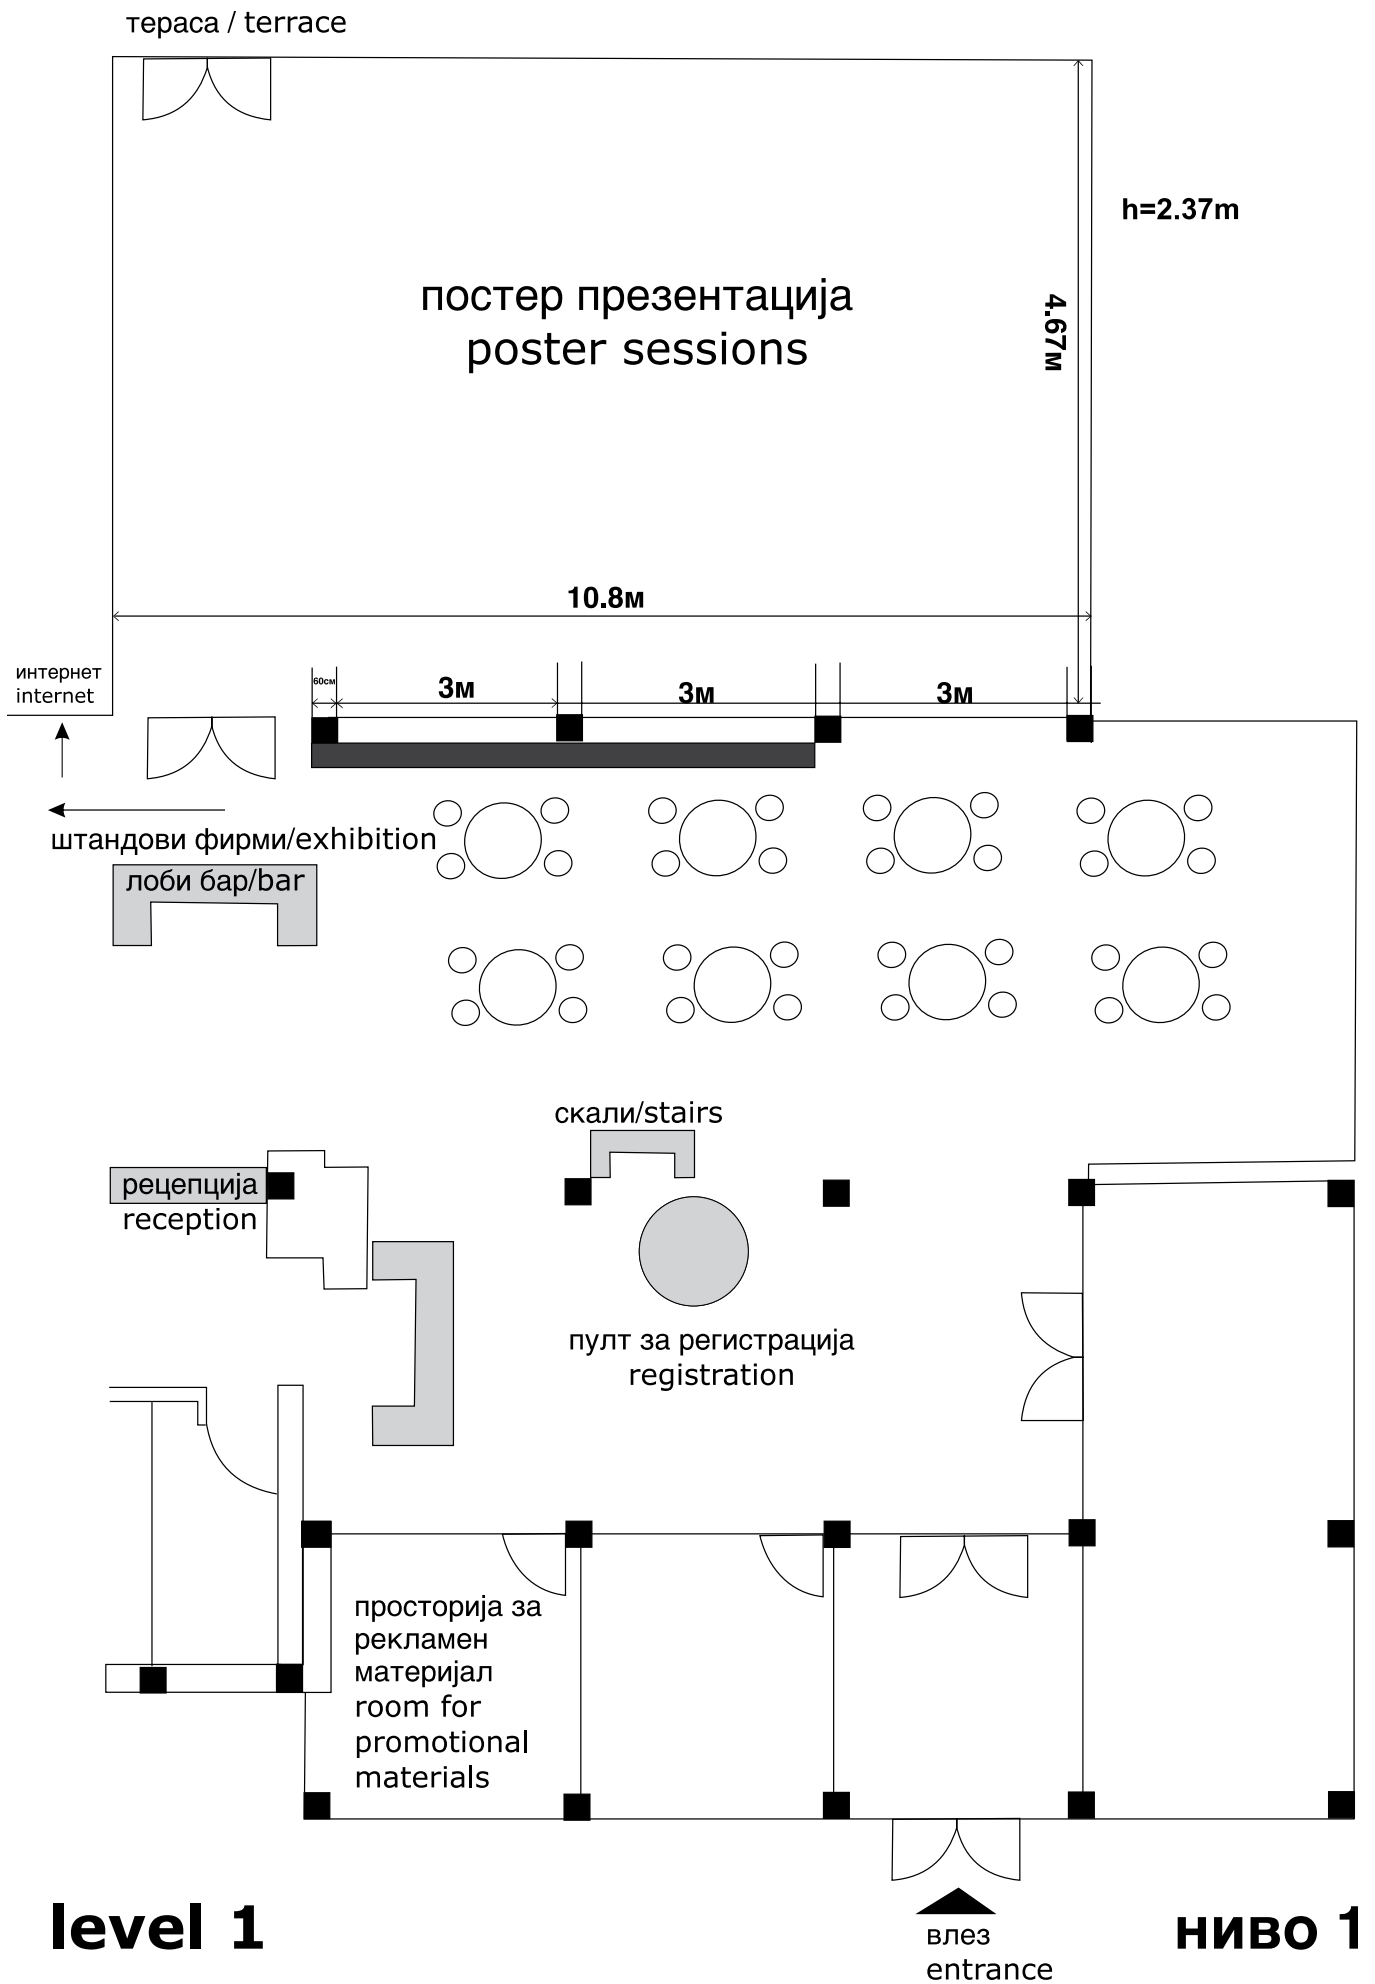 тераса / terrace
h=2.37m
постер презентација
poster sessions
4.67м
10.8м
интернет
internet
60см
3м
3м
3м
штандови фирми/exhibition
лоби бар/bar
скали/stairs
рецепција
reception
пулт за регистрација
registration
просторија за
рекламен
материјал
room for
promotional
materials
level 1
влез
entrance
ниво 1